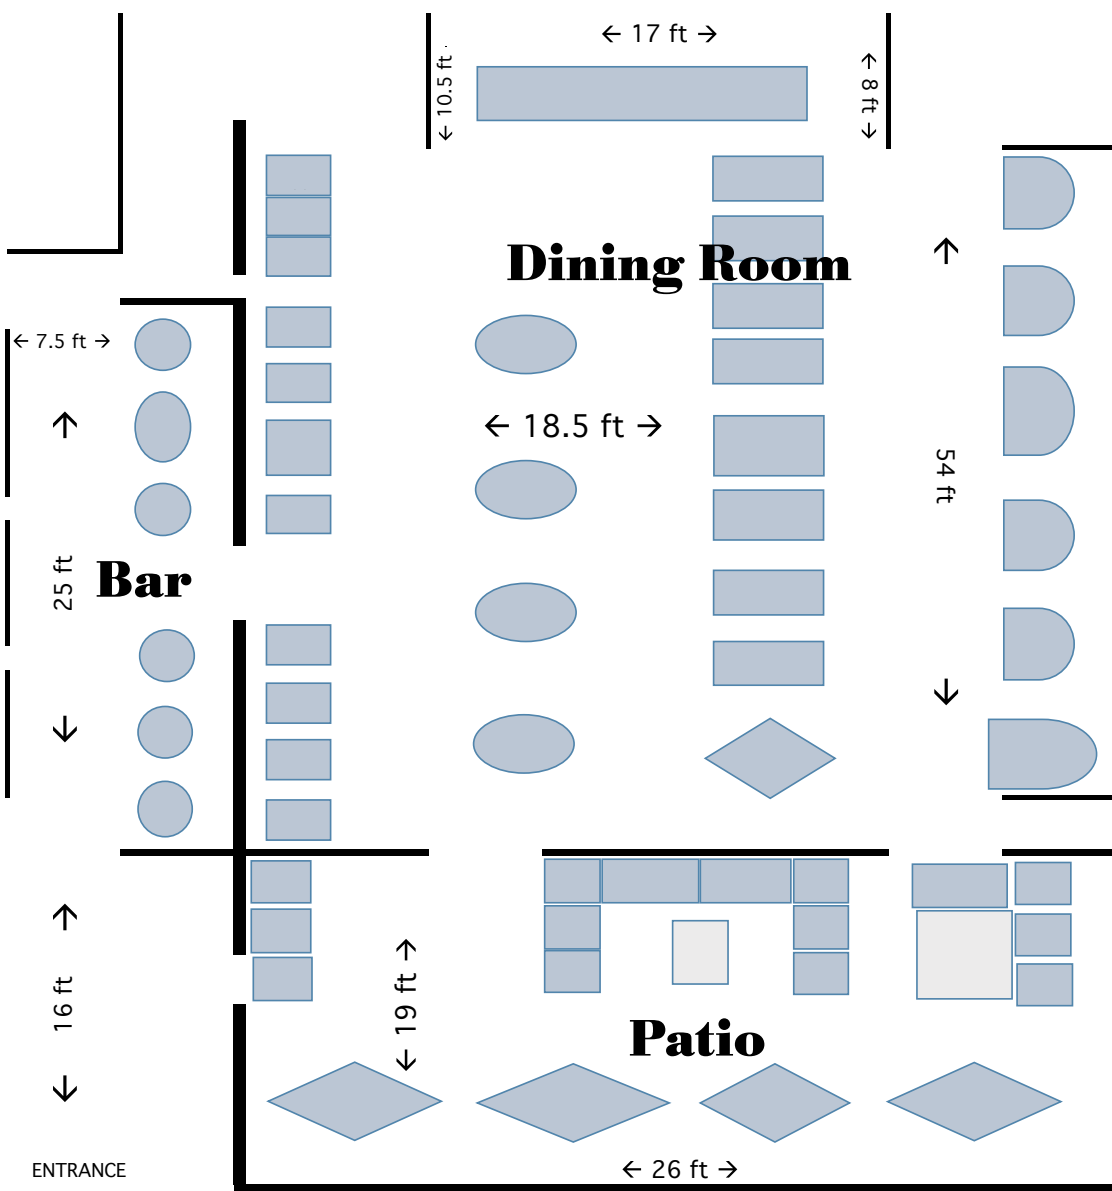 ← 17 ft →
← 10.5 ft
← 8 ft →
Dining Room
← 7.5 ft →
← 18.5 ft →
← 54 ft →
← 25 ft →
Bar
← 16 ft →
← 19 ft →
Patio
← 26 ft →
ENTRANCE